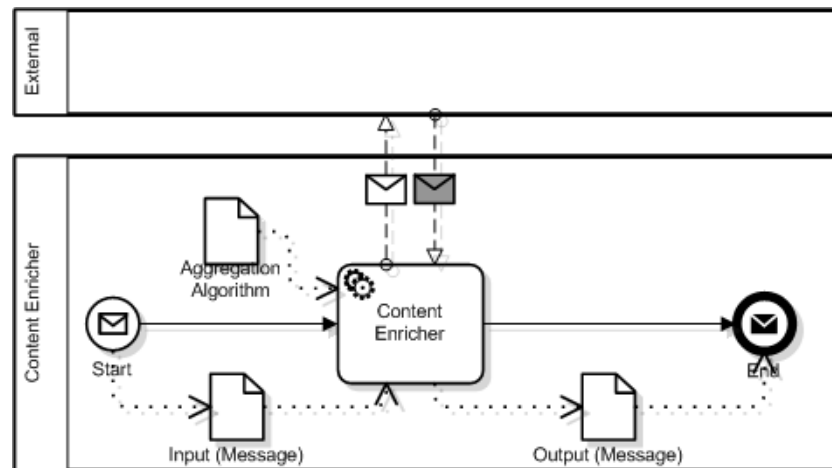 External
Content Enricher
Aggregation
Algorithm
Content
Enricher
Start
End
Input (Message)
Output (Message)